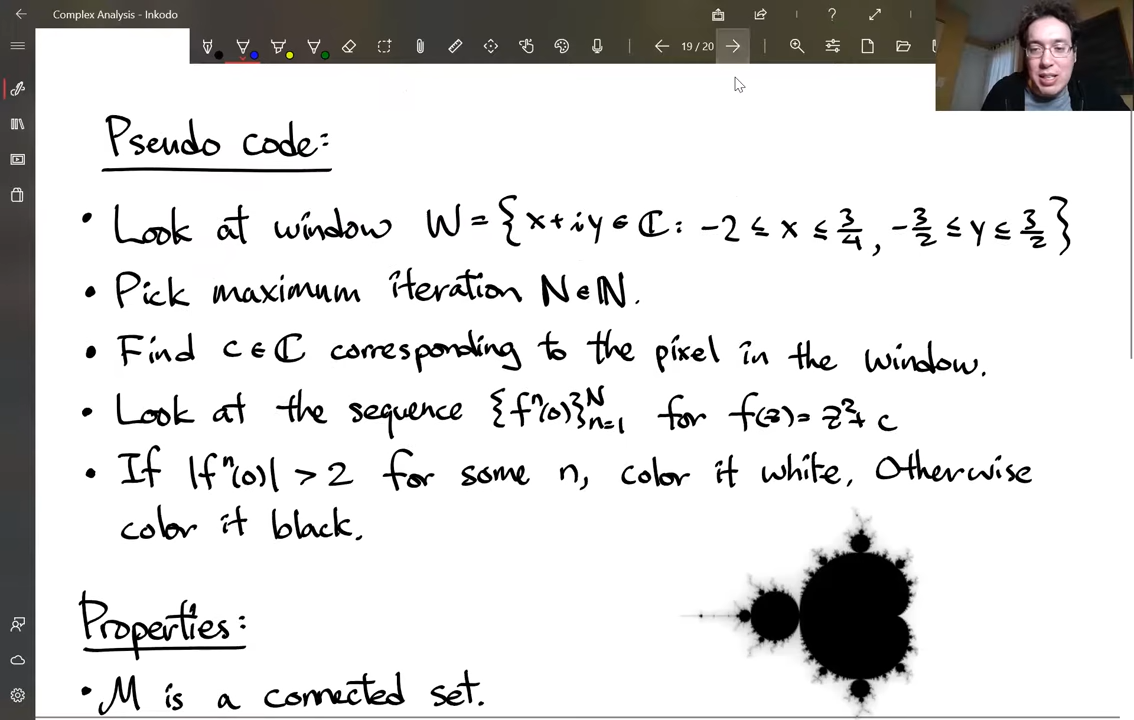 Complex Analysis - Inkodo
19 / 20
Pseudo code:
• Look at window W = {x+iy ∈ ℂ: -2 ≤ x ≤ 3/4, -3/2 ≤ y ≤ 3/2}
• Pick maximum iteration N ∈ ℕ.
• Find c ∈ ℂ corresponding to the pixel in the window.
• Look at the sequence {fⁿ(0)}ᴺₙ₌₁ for f(z) = z² + c
• If |fⁿ(0)| > 2 for some n, color it white. Otherwise
color it black.
Properties:
• M is a connected set.